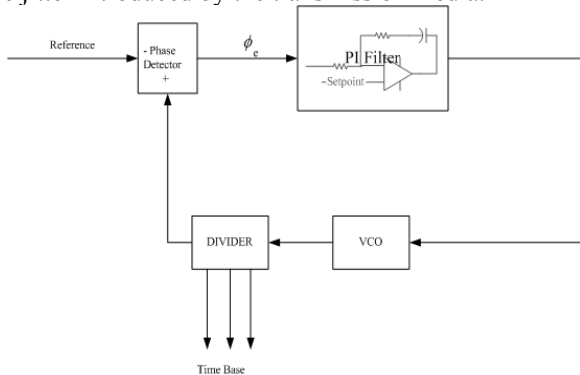 Reference
- Phase
Detector
+
ϕe
PI Filter
-Setpoint
DIVIDER
VCO
Time Base